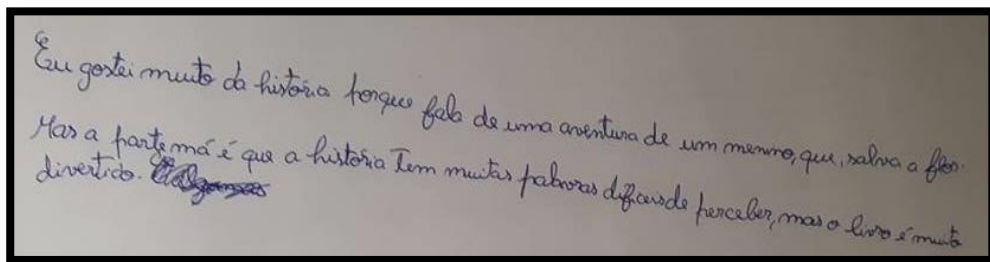 Eu gostei muito da história porque fala de uma aventura de um menino, que, salva a flor.
Mas a parte má é que a história tem muitas palavras dificeis de perceber, mas o livro é muito
divertido.